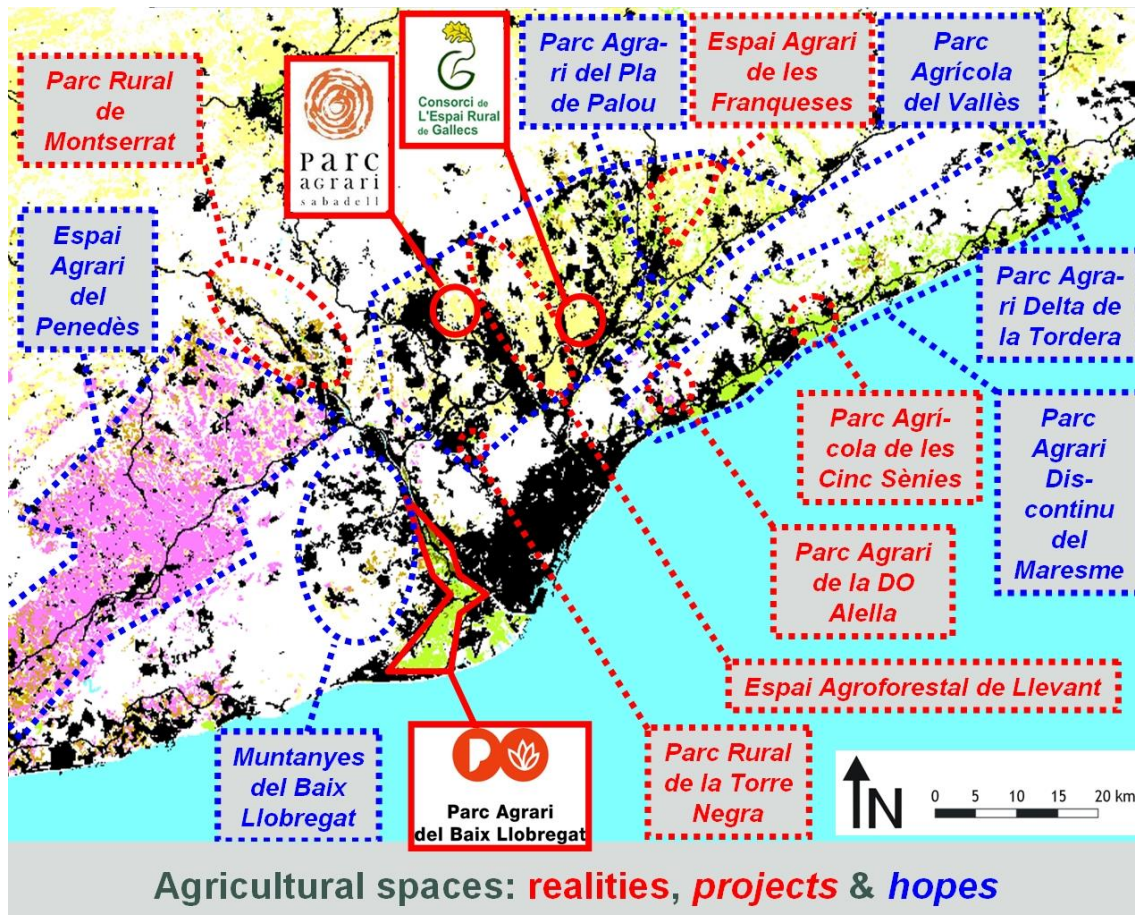 Parc Rural
de
Montserrat
parc
agrari
sabadell
Consorci de
L'Espai Rural
de Gallecs
Parc Agra-
ri del Pla
de Palou
Espai Agrari
de les
Franqueses
Parc
Agrícola
del Vallès
Espai
Agrari
del
Penedès
Parc Agra-
ri Delta de
la Tordera
Parc Agrí-
cola de les
Cinc Sènies
Parc
Agrari
Dis-
continu
del
Maresme
Parc Agrari
de la DO
Alella
Espai Agroforestal de Llevant
Muntanyes
del Baix
Llobregat
Parc Agrari
del Baix Llobregat
Parc Rural
de la Torre
Negra
N
0 5 10 15 20 km
Agricultural spaces: realities, projects & hopes